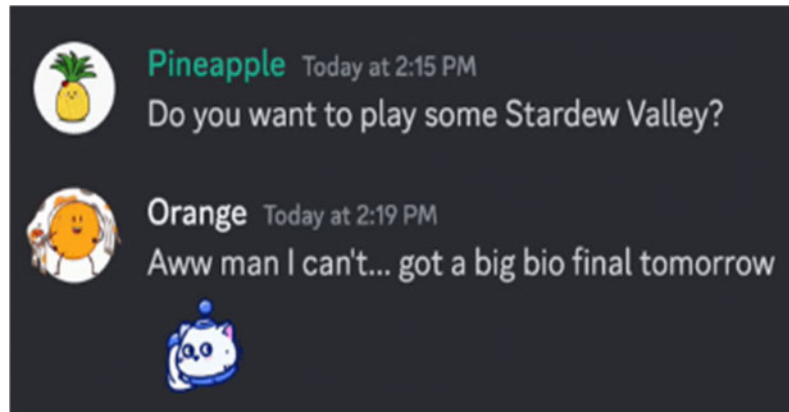 Pineapple Today at 2:15 PM
Do you want to play some Stardew Valley?
Orange Today at 2:19 PM
Aww man I can't... got a big bio final tomorrow